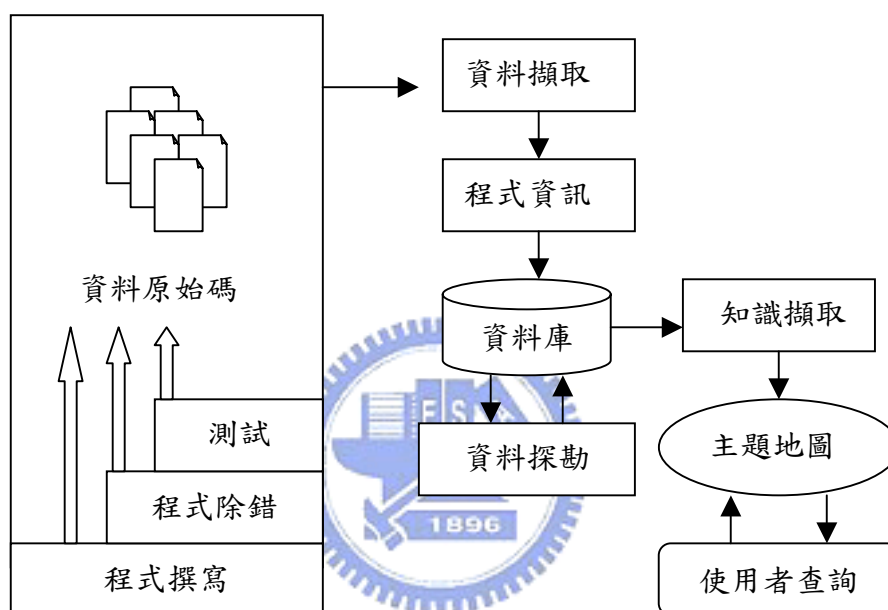 資料擷取
程式資訊
資料原始碼
資料庫
知識擷取
測試
資料探勘
主題地圖
程式除錯
1896
程式撰寫
使用者查詢